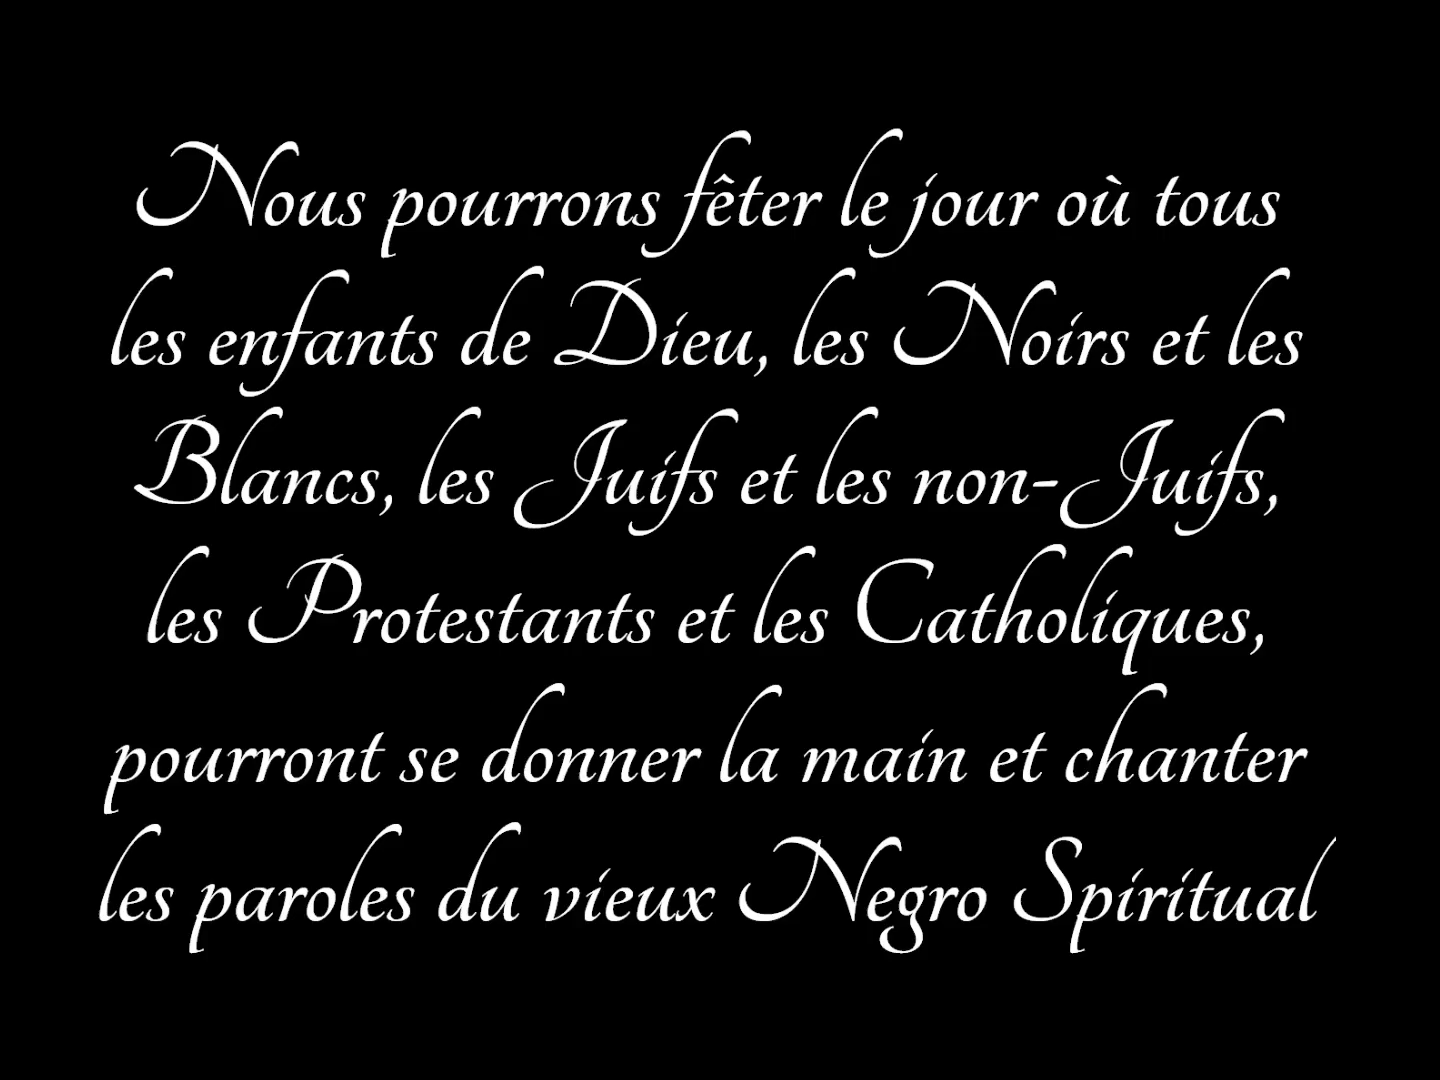 Nous pourrons fêter le jour où tous
les enfants de Dieu, les Noirs et les
Blancs, les Juifs et les non-Juifs,
les Protestants et les Catholiques,
pourront se donner la main et chanter
les paroles du vieux Negro Spiritual